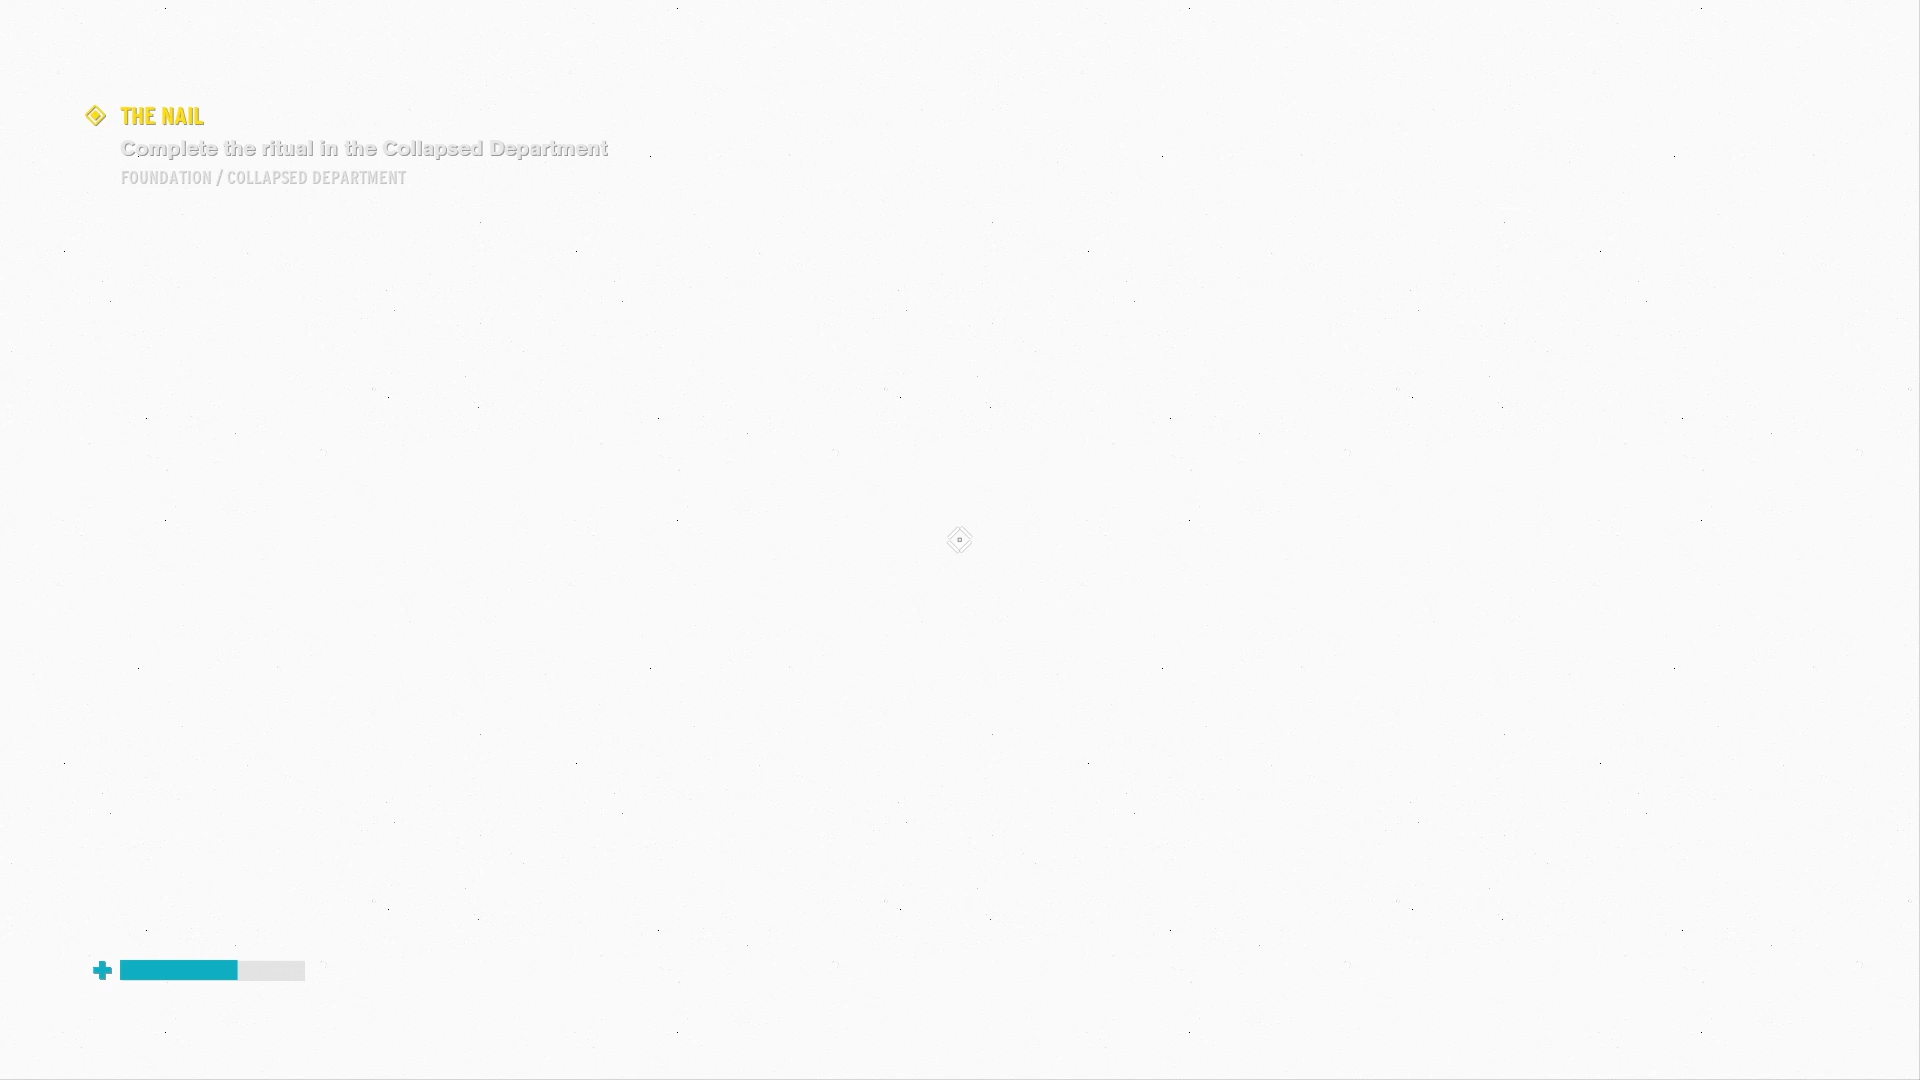 THE NAIL
Complete the ritual in the Collapsed Department
FOUNDATION / COLLAPSED DEPARTMENT